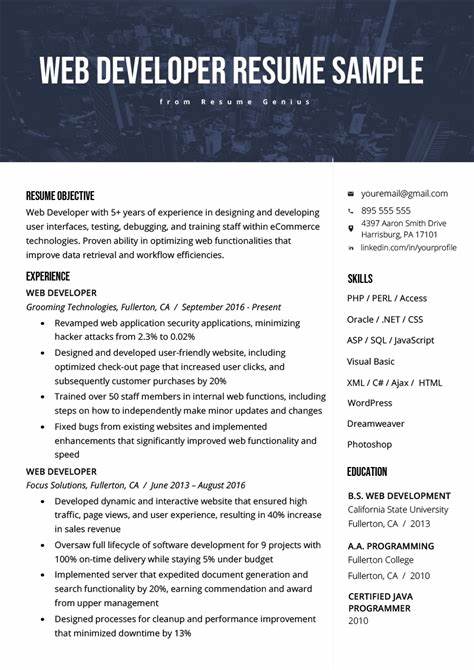 WEB DEVELOPER RESUME SAMPLE
from Resume Genius
RESUME OBJECTIVE
Web Developer with 5+ years of experience in designing and developing
user interfaces, testing, debugging, and training staff within eCommerce
technologies. Proven ability in optimizing web functionalities that
improve data retrieval and workflow efficiencies.
EXPERIENCE
WEB DEVELOPER
Grooming Technologies, Fullerton, CA / September 2016 - Present
• Revamped web application security applications, minimizing
hacker attacks from 2.3% to 0.02%
• Designed and developed user-friendly website, including
optimized check-out page that increased user clicks, and
subsequently customer purchases by 20%
• Trained over 50 staff members in internal web functions, including
steps on how to independently make minor updates and changes
• Fixed bugs from existing websites and implemented
enhancements that significantly improved web functionality and
speed
WEB DEVELOPER
Focus Solutions, Fullerton, CA / June 2013 – August 2016
• Developed dynamic and interactive website that ensured high
traffic, page views, and user experience, resulting in 40% increase
in sales revenue
• Oversaw full lifecycle of software development for 9 projects with
100% on-time delivery while staying 5% under budget
• Implemented server that expedited document generation and
search functionality by 22%, earning commendation award from
upper management
• Designed processes for cleanup and performance improvement
that minimized downtime by 13%
youremail@gmail.com
895 555 555
4397 Aaron Smith Drive
Harrisburg, PA 17101
linkedin.com/in/yourprofile
SKILLS
PHP / PERL / Access
Oracle / .NET / CSS
ASP / SQL / JavaScript
Visual Basic
XML / C# / Ajax / HTML
WordPress
Dreamweaver
Photoshop
EDUCATION
B.S. WEB DEVELOPMENT
California State University
Fullerton, CA / 2013
A.A. PROGRAMMING
Fullerton College
Fullerton, CA / 2010
CERTIFIED JAVA
PROGRAMMER
2010